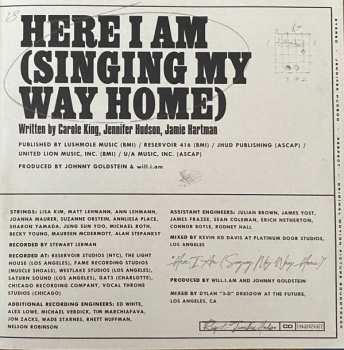 HERE I AM
(SINGING MY
WAY HOME)
Written by Carole King, Jennifer Hudson, Jamie Hartman
PUBLISHED BY LUSHMOLE MUSIC (BMI) / RESERVOIR 416 (BMI) / JHUD PUBLISHING (ASCAP) /
UNITED LION MUSIC, INC. (BMI) / U/A MUSIC, INC. (ASCAP)
PRODUCED BY JOHNNY GOLDSTEIN & will.i.am
STRINGS: LISA KIM, MATT LEHMANN, ANN LEHMANN,
JOANNA MAURER, SUZANNE ORSTEIN, ANNLIESA PLACE,
SHARON YAMADA, JUNG SUN YOO, MICHAEL ROTH,
BECKY YOUNG, MAUREEN MCDERMOTT, ALAN STEPANSKY
RECORDED BY STEWART LERMAN
RECORDED AT: RESERVOIR STUDIOS (NYC), THE LIGHT
HOUSE (LOS ANGELES), FAME RECORDING STUDIOS
(MUSCLE SHOALS), WESTLAKE STUDIOS (LOS ANGELES),
SATURN SOUND (LOS ANGELES), GAT3 (CHARLOTTE),
CHICAGO RECORDING COMPANY, VOCAL THRONE
STUDIOS (CHICAGO)
ADDITIONAL RECORDING ENGINEERS: ED WHITE,
ALEX LOWE, MICHAEL VERDICK, TIM MARCHIAFAVA,
JON ZACKS, WADE STARNES, RHETT HUFFMAN,
NELSON ROBINSON
ASSISTANT ENGINEERS: JULIAN BROWN, JAMES YOST,
JAMES FRAZEE, SEAN COLEMAN, ERICH NETHERTON,
CONNOR BOYLE, RODNEY HALL
MIXED BY KEVIN KD DAVIS AT PLATINUM DOOR STUDIOS,
LOS ANGELES
Here I Am (Singing My Way Home)
PRODUCED BY WILL.I.AM AND JOHNNY GOLDSTEIN
MIXED BY DYLAN "3-D" DRESDOW AT THE FUTURE,
LOS ANGELES, CA